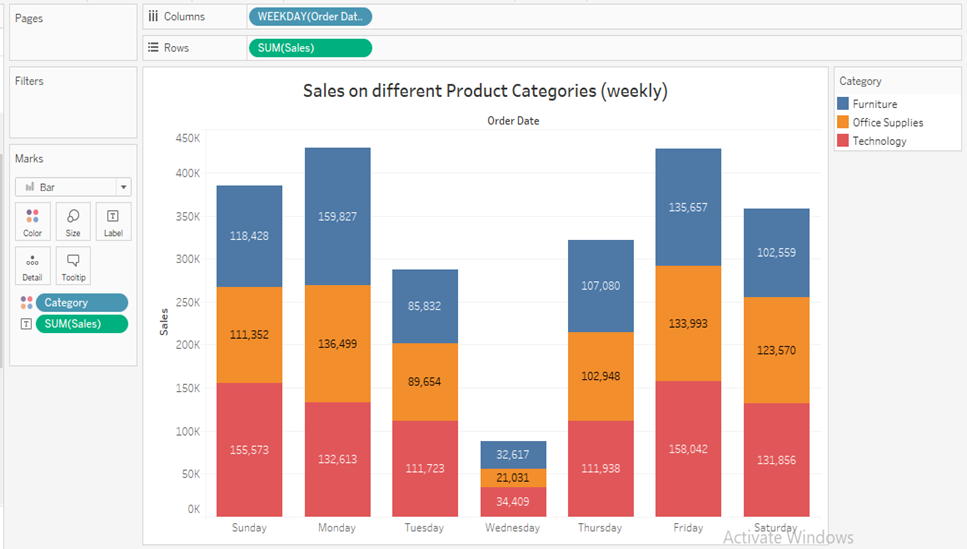 Pages
Columns
WEEKDAY(Order Dat..
Rows
SUM(Sales)
Filters
Marks
Bar
Color
Size
T
Label
Detail
Tooltip
Category
T
SUM(Sales)
Sales on different Product Categories (weekly)
Order Date
Sales
450K
400K
350K
300K
250K
200K
150K
100K
50K
0K
118,428
111,352
155,573
159,827
136,499
132,613
85,832
89,654
111,723
32,617
21,031
34,409
107,080
102,948
111,938
135,657
133,993
158,042
102,559
123,570
131,856
Sunday
Monday
Tuesday
Wednesday
Thursday
Friday
Saturday
Category
Furniture
Office Supplies
Technology
Activate Windows